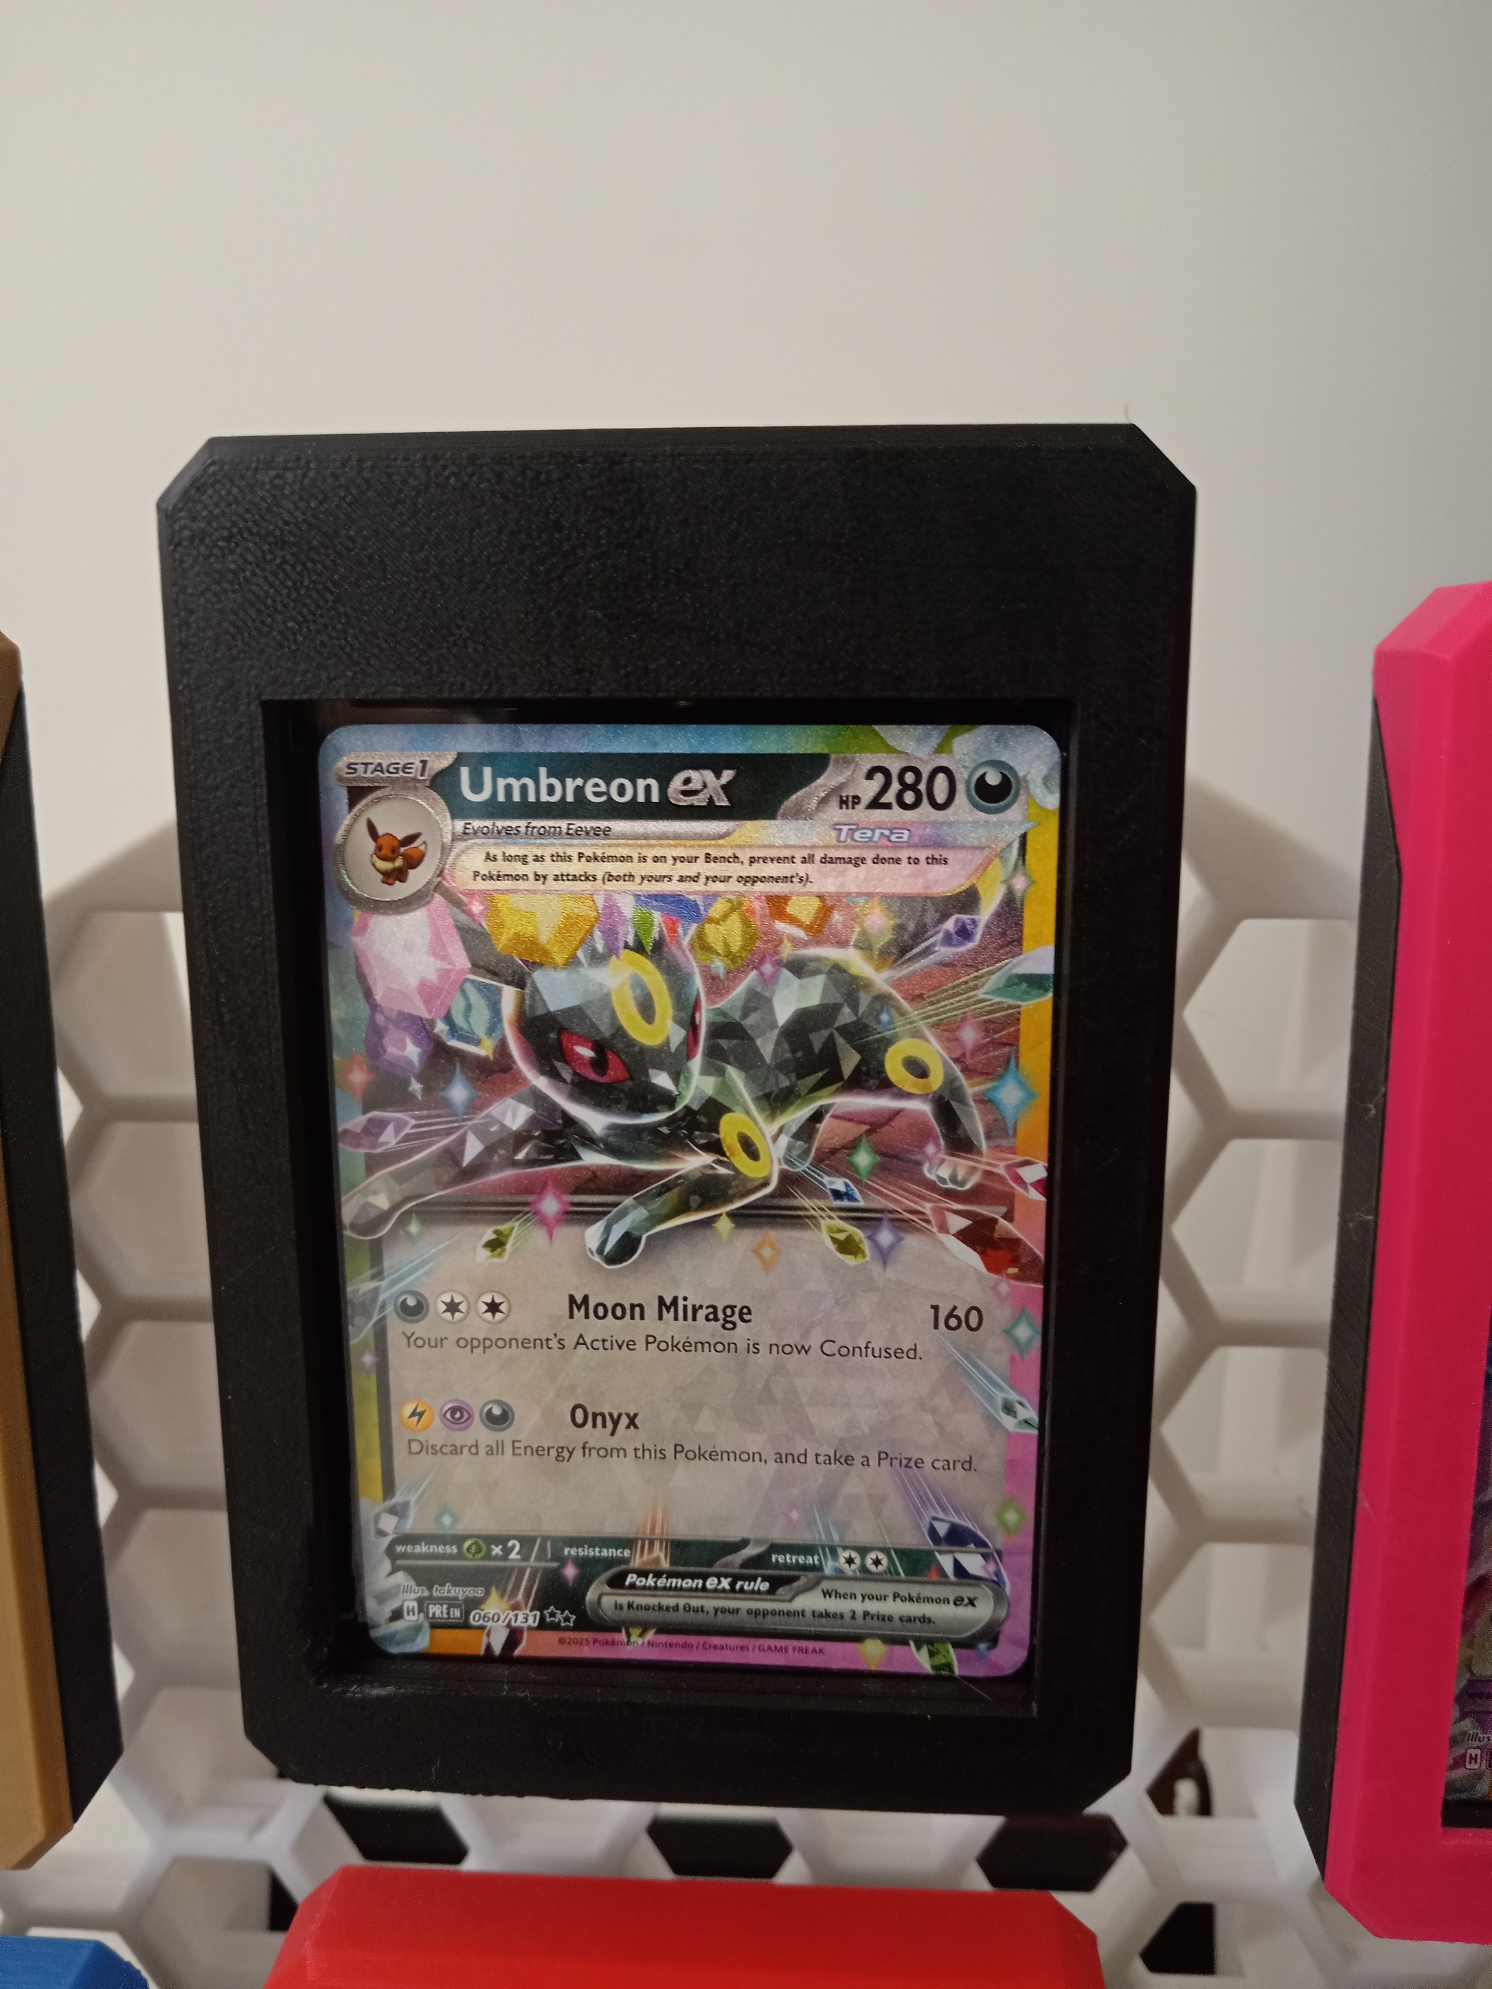 STAGE 1
Umbreon ex
HP 280
Evolves from Eevee
Tera
As long as this Pokémon is on your Bench, prevent all damage done to this
Pokémon by attacks (both yours and your opponent's).
Moon Mirage 160
Your opponent's Active Pokémon is now Confused.
Onyx
Discard all Energy from this Pokémon, and take a Prize card.
weakness ×2 resistance retreat
Illus. takuyoa
Pokémon ex rule
When your Pokémon ex
is Knocked Out, your opponent takes 2 Prize cards.
H PRE EN 060/131
©2025 Pokémon / Nintendo / Creatures / GAME FREAK
Illus.
H